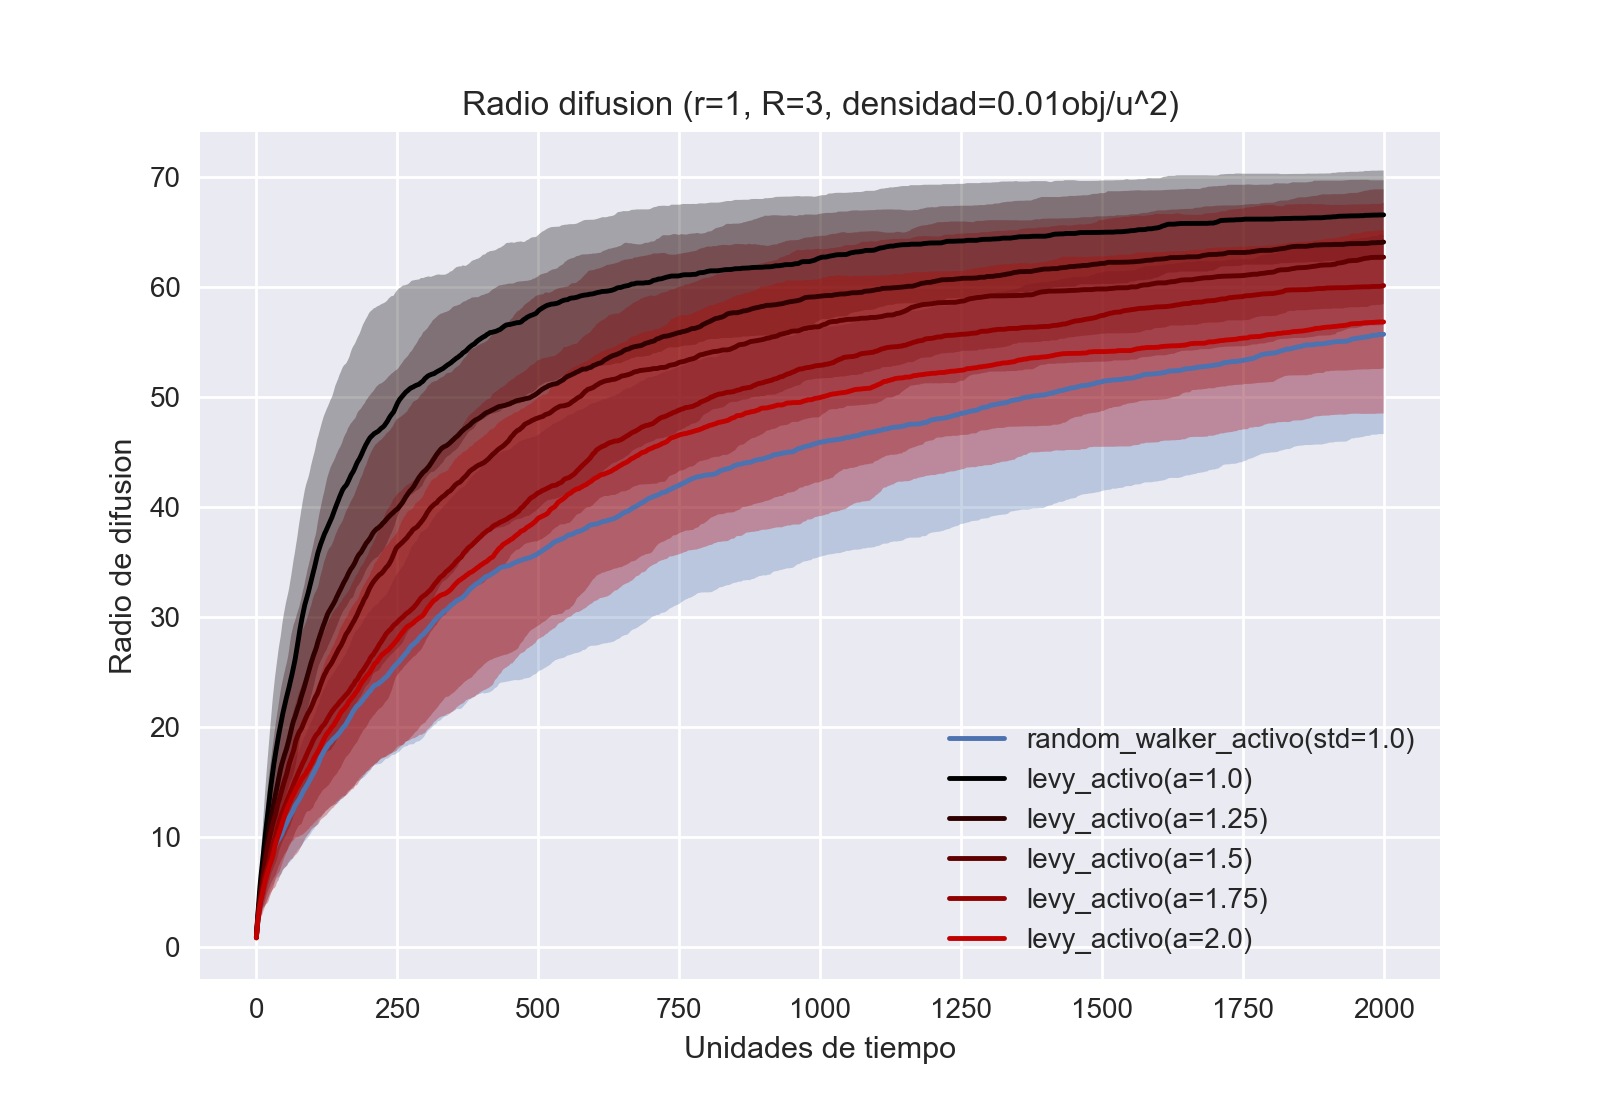 Radio difusion (r=1, R=3, densidad=0.01obj/u^2)
Radio de difusion
70
60
50
40
30
20
10
0
random_walker_activo(std=1.0)
levy_activo(a=1.0)
levy_activo(a=1.25)
levy_activo(a=1.5)
levy_activo(a=1.75)
levy_activo(a=2.0)
0 250 500 750 1000 1250 1500 1750 2000
Unidades de tiempo